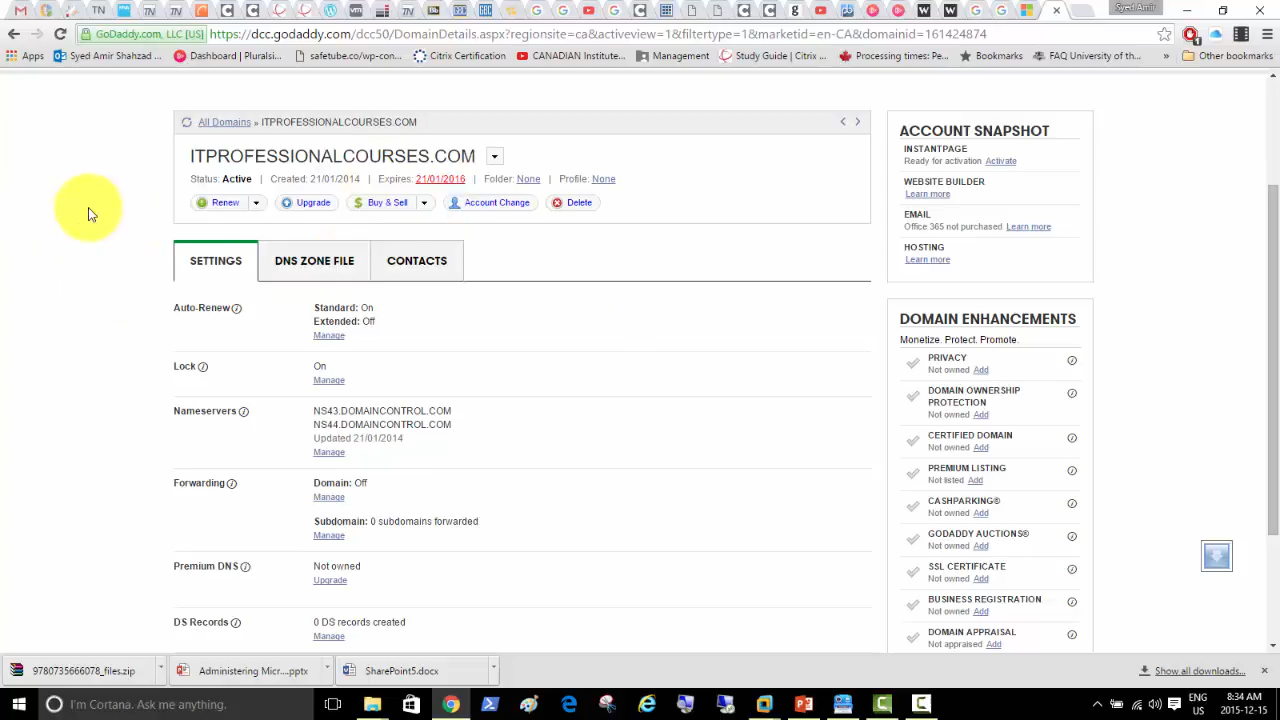 Syed Amir
GoDaddy.com, LLC [US] https://dcc.godaddy.com/dcc50/DomainDetails.aspx?regionsite=ca&activeview=1&filtertype=1&marketid=en-CA&domainid=161424874
Apps Syed Amir Shahzad ... Dashboard | Pluralsi... safetube.co/wp-con... Citrix Certification: ... CANADIAN Institute... Management Study Guide | Citrix ... Processing times: Pe... Bookmarks FAQ University of th... » Other bookmarks
All Domains » ITPROFESSIONALCOURSES.COM
ITPROFESSIONALCOURSES.COM
Status: Active | Created: 21/01/2014 | Expires: 21/01/2016 | Folder: None | Profile: None
Renew Upgrade Buy & Sell Account Change Delete
SETTINGS DNS ZONE FILE CONTACTS
Auto-Renew Standard: On
Extended: Off
Manage
Lock On
Manage
Nameservers NS43.DOMAINCONTROL.COM
NS44.DOMAINCONTROL.COM
Updated 21/01/2014
Manage
Forwarding Domain: Off
Manage
Subdomain: 0 subdomains forwarded
Manage
Premium DNS Not owned
Upgrade
DS Records 0 DS records created
Manage
ACCOUNT SNAPSHOT
INSTANTPAGE
Ready for activation Activate
WEBSITE BUILDER
Learn more
EMAIL
Office 365 not purchased Learn more
HOSTING
Learn more
DOMAIN ENHANCEMENTS
Monetize. Protect. Promote.
PRIVACY
Not owned Add
DOMAIN OWNERSHIP
PROTECTION
Not owned Add
CERTIFIED DOMAIN
Not owned Add
PREMIUM LISTING
Not listed Add
CASHPARKING®
Not owned Add
GODADDY AUCTIONS®
Not owned Add
SSL CERTIFICATE
Not owned Add
BUSINESS REGISTRATION
Not owned Add
DOMAIN APPRAISAL
Not appraised Add
9780735666078_files.zip Administering Micr....pptx SharePoint5.docx Show all downloads...
I'm Cortana. Ask me anything.
ENG 8:34 AM
US 2015-12-15